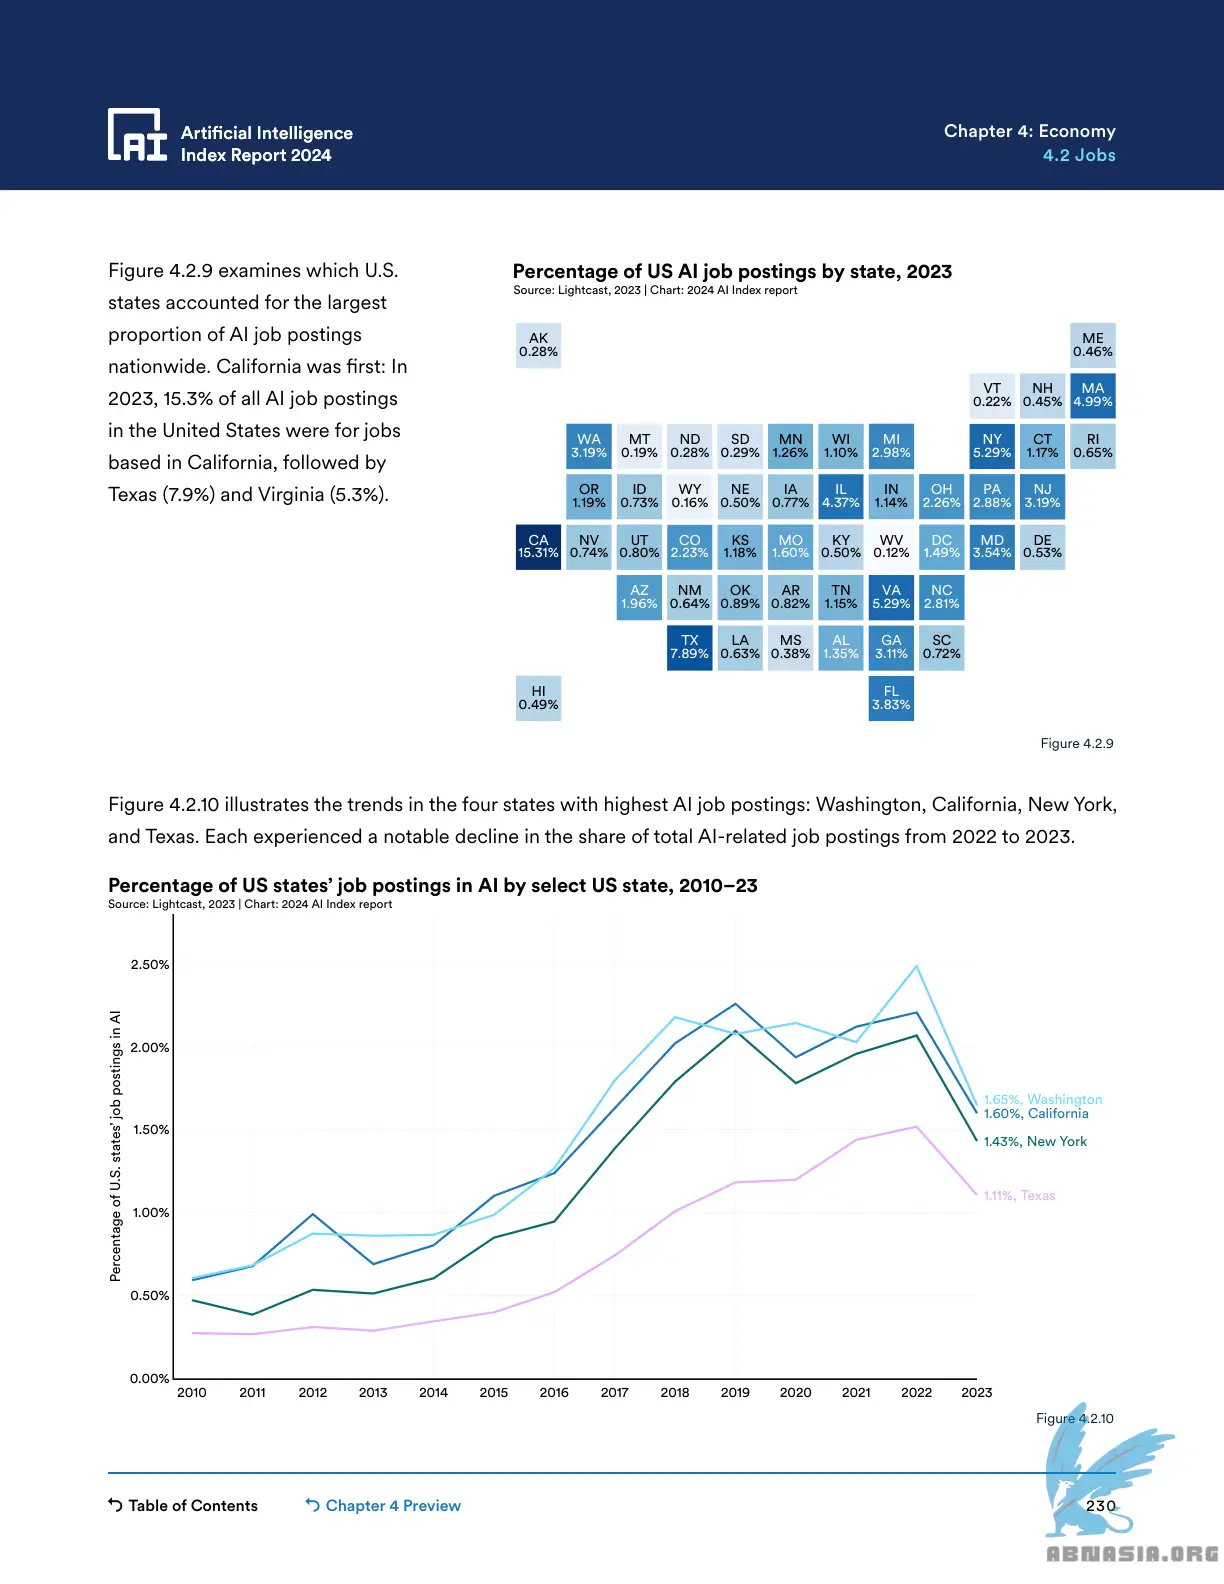 Artificial Intelligence
Index Report 2024
Chapter 4: Economy
4.2 Jobs
Figure 4.2.9 examines which U.S.
states accounted for the largest
proportion of AI job postings
nationwide. California was first: In
2023, 15.3% of all AI job postings
in the United States were for jobs
based in California, followed by
Texas (7.9%) and Virginia (5.3%).
Percentage of US AI job postings by state, 2023
Source: Lightcast, 2023 | Chart: 2024 AI Index report
AK ME
0.28% 0.46%
VT NH MA
0.22% 0.45% 4.99%
WA MT ND SD MN WI MI NY CT RI
3.19% 0.19% 0.28% 0.29% 1.26% 1.10% 2.98% 5.29% 1.17% 0.65%
OR ID WY NE IA IL IN OH PA NJ
1.19% 0.73% 0.16% 0.50% 0.77% 4.37% 1.14% 2.26% 2.88% 3.19%
CA NV UT CO KS MO KY WV DC MD DE
15.31% 0.74% 0.80% 2.23% 1.18% 1.60% 0.50% 0.12% 1.49% 3.54% 0.53%
AZ NM OK AR TN VA NC
1.96% 0.64% 0.89% 0.82% 1.15% 5.29% 2.81%
TX LA MS AL GA SC
7.89% 0.63% 0.38% 1.35% 3.11% 0.72%
HI FL
0.49% 3.83%
Figure 4.2.9
Figure 4.2.10 illustrates the trends in the four states with highest AI job postings: Washington, California, New York,
and Texas. Each experienced a notable decline in the share of total AI-related job postings from 2022 to 2023.
Percentage of US states' job postings in AI by select US state, 2010–23
Source: Lightcast, 2023 | Chart: 2024 AI Index report
Percentage of U.S. states' job postings in AI
2.50%
2.00%
1.50%
1.00%
0.50%
0.00%
1.65%, Washington
1.60%, California
1.43%, New York
1.11%, Texas
2010 2011 2012 2013 2014 2015 2016 2017 2018 2019 2020 2021 2022 2023
Figure 4.2.10
Table of Contents
Chapter 4 Preview
230
ABNASIA.ORG